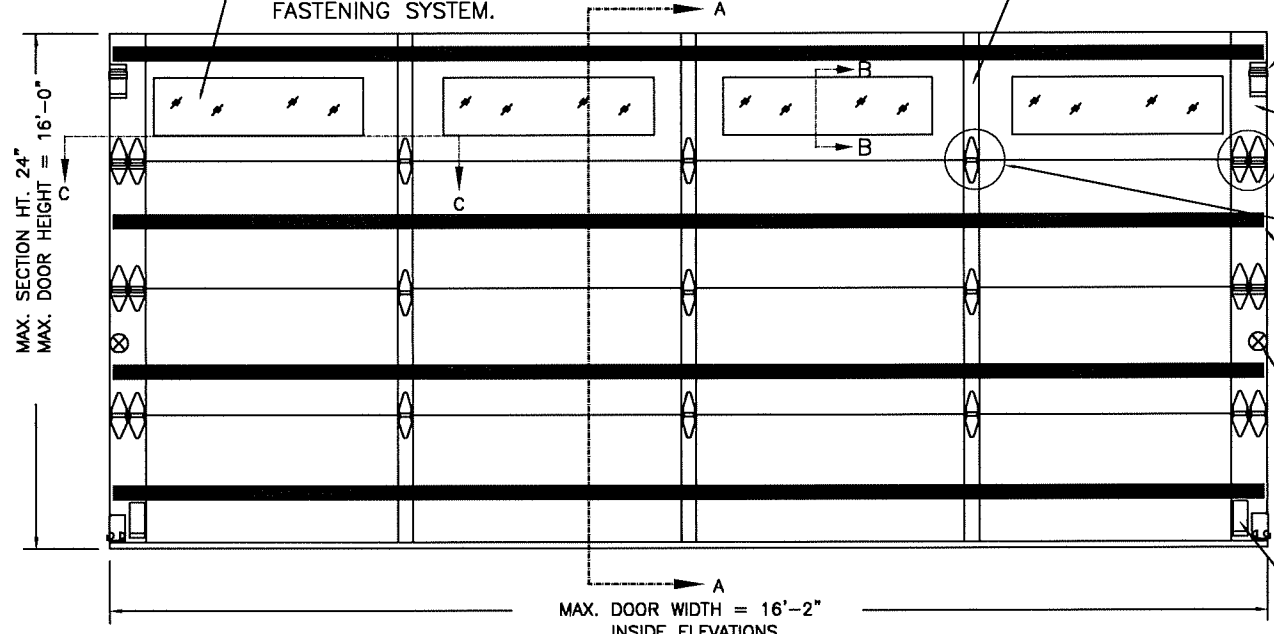 FASTENING SYSTEM.
A
B
B
C
C
MAX. SECTION HT. 24"
MAX. DOOR HEIGHT = 16'-0"
A
MAX. DOOR WIDTH = 16'-2"
INSIDE ELEVATIONS